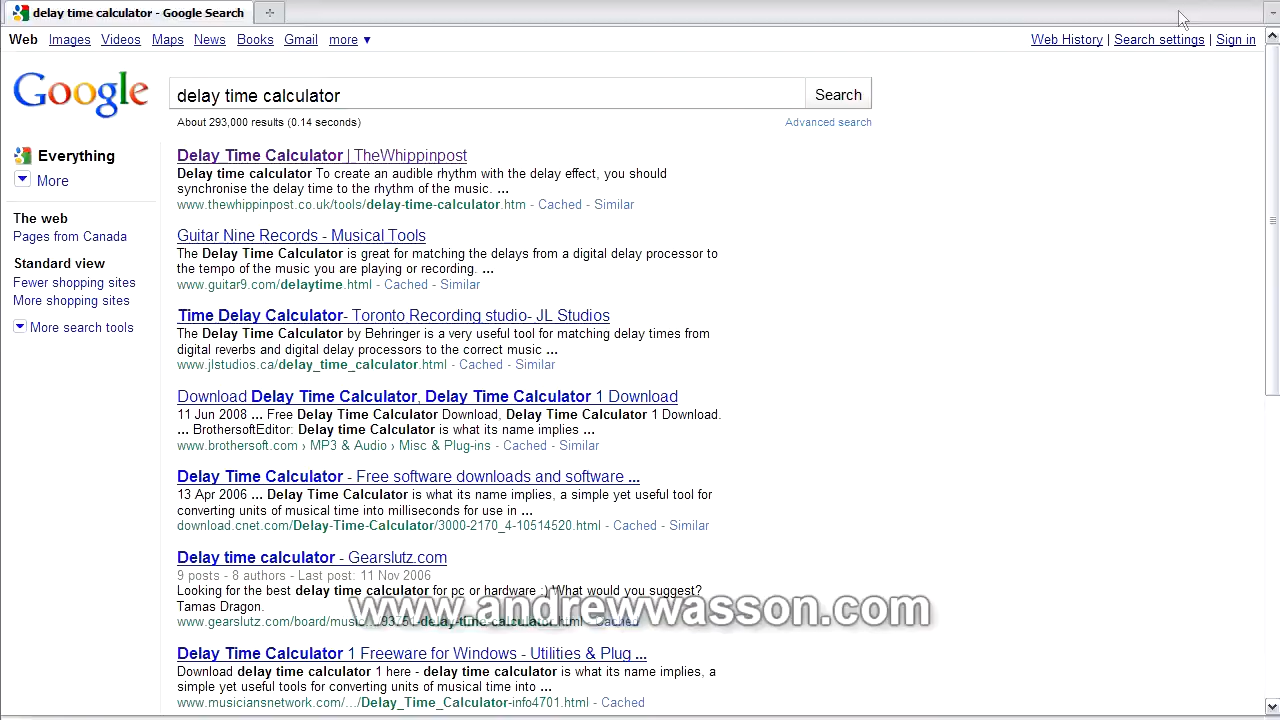 delay time calculator - Google Search
Web Images Videos Maps News Books Gmail more ▼
Web History | Search settings | Sign in
Google
delay time calculator
Search
About 293,000 results (0.14 seconds)
Advanced search
Everything
More
The web
Pages from Canada
Standard view
Fewer shopping sites
More shopping sites
More search tools
Delay Time Calculator | TheWhippinpost
Delay time calculator To create an audible rhythm with the delay effect, you should
synchronise the delay time to the rhythm of the music. ...
www.thewhippinpost.co.uk/tools/delay-time-calculator.htm - Cached - Similar
Guitar Nine Records - Musical Tools
The Delay Time Calculator is great for matching the delays from a digital delay processor to
the tempo of the music you are playing or recording. ...
www.guitar9.com/delaytime.html - Cached - Similar
Time Delay Calculator- Toronto Recording studio- JL Studios
The Delay Time Calculator by Behringer is a very useful tool for matching delay times from
digital reverbs and digital delay processors to the correct music ...
www.jlstudios.ca/delay_time_calculator.html - Cached - Similar
Download Delay Time Calculator, Delay Time Calculator 1 Download
11 Jun 2008 ... Free Delay Time Calculator Download, Delay Time Calculator 1 Download.
... BrothersoftEditor: Delay time Calculator is what its name implies ...
www.brothersoft.com › MP3 & Audio › Misc & Plug-ins - Cached - Similar
Delay Time Calculator - Free software downloads and software ...
13 Apr 2006 ... Delay Time Calculator is what its name implies, a simple yet useful tool for
converting units of musical time into milliseconds for use in ...
download.cnet.com/Delay-Time-Calculator/3000-2170_4-10514520.html - Cached - Similar
Delay time calculator - Gearslutz.com
9 posts - 8 authors - Last post: 11 Nov 2006
Looking for the best delay time calculator for pc or hardware :) What would you suggest?
Tamas Dragon.
www.andrewwasson.com
www.gearslutz.com/board/music... delay-time-calculator.html - Cached
Delay Time Calculator 1 Freeware for Windows - Utilities & Plug ...
Download delay time calculator 1 here - delay time calculator is what its name implies, a
simple yet useful tools for converting units of musical time into ...
www.musiciansnetwork.com/.../Delay_Time_Calculator-info4701.html - Cached